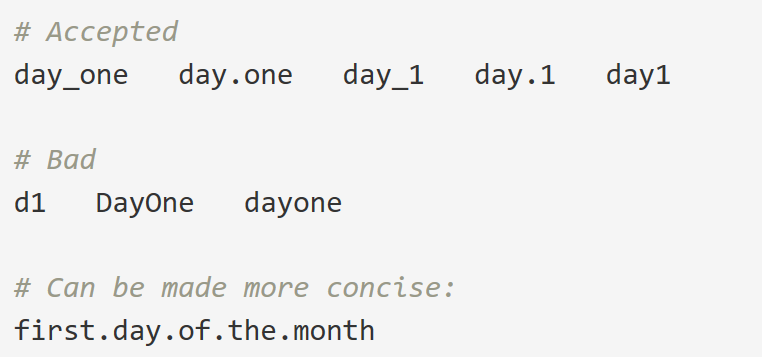 # Accepted
day_one   day.one   day_1   day.1   day1
# Bad
d1   DayOne   dayone
# Can be made more concise:
first.day.of.the.month